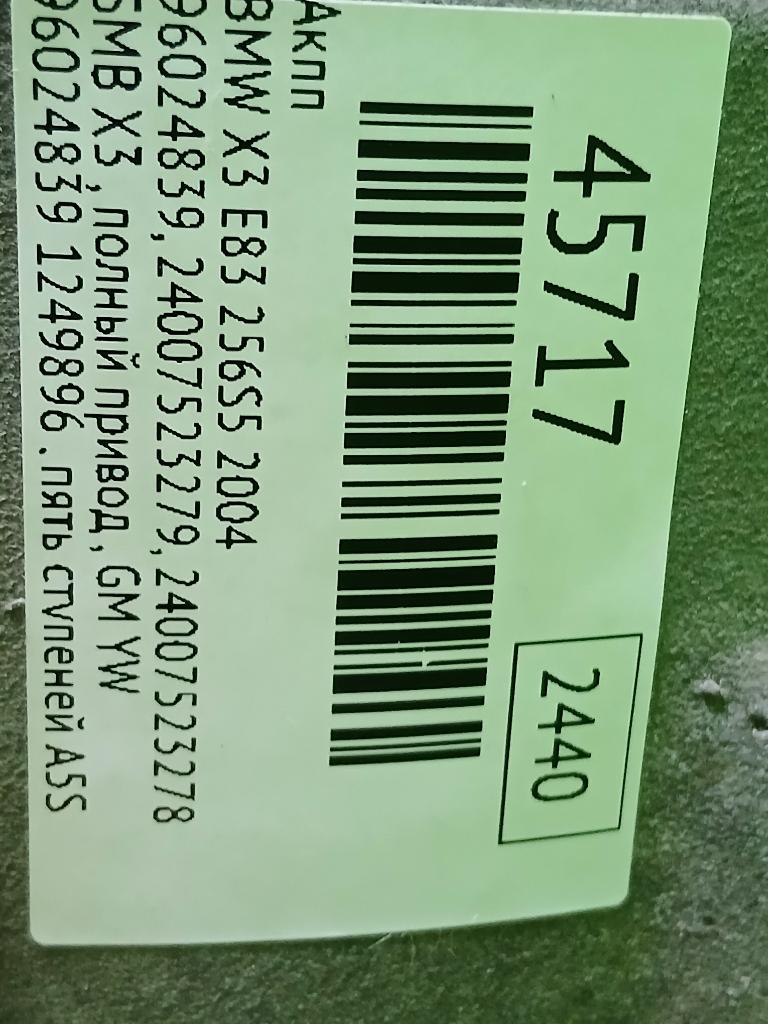 45717
2440
Акпп
BMW X3 E83 256S5 2004
96024839, 24007523279, 24007523278
БМВ X3, полный привод, GM YW
96024839 1249896. пять ступеней A5S